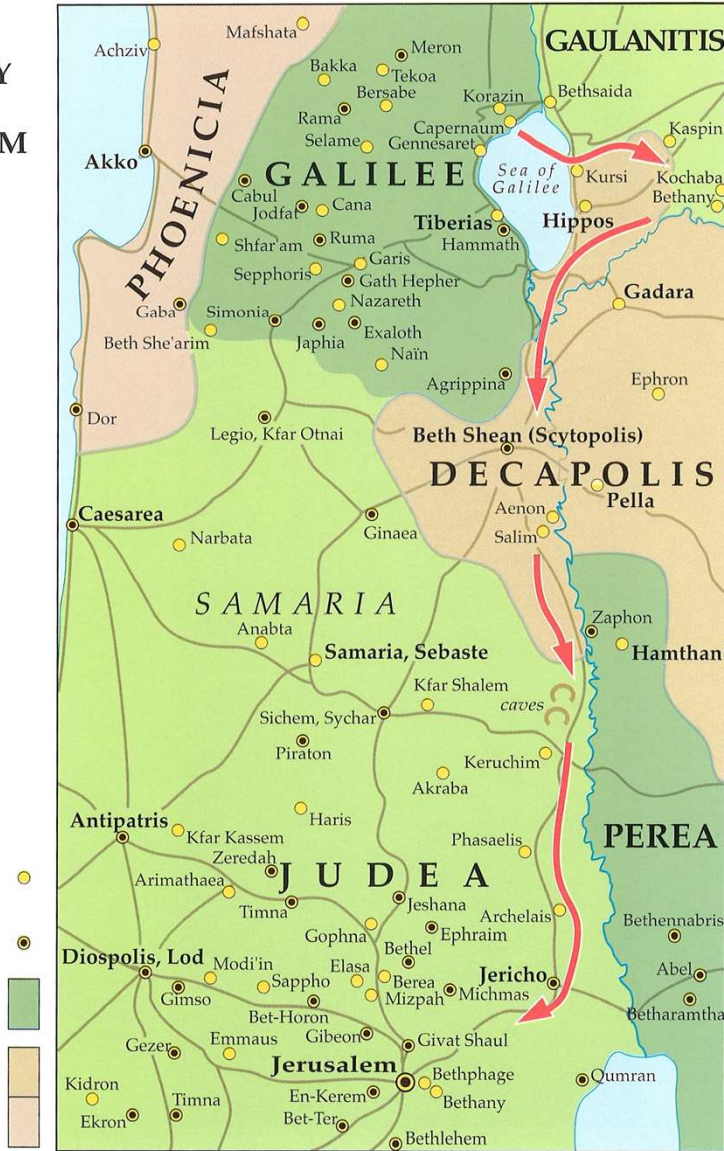 Y
M
Mafshata
Achziv
Meron
GAULANITIS
Bakka
Tekoa
Bersabe
Korazin
Bethsaida
Rama
Capernaum
Kaspin
Selame
Gennesaret
Akko
PHOENICIA
GALILEE
Sea of
Galilee
Kursi
Kochaba
Bethany
Cabul
Jodfat
Cana
Tiberias
Hippos
Shfar'am
Ruma
Hammath
Sepphoris
Garis
Gath Hepher
Gadara
Gaba
Simonia
Nazareth
Beth She'arim
Japhia
Exaloth
Naïn
Agrippina
Ephron
Dor
Legio, Kfar Otnai
Beth Shean (Scytopolis)
DECAPOLIS
Pella
Caesarea
Ginaea
Aenon
Salim
Narbata
SAMARIA
Anabta
Zaphon
Samaria, Sebaste
Hamthan
Kfar Shalem
caves
Sichem, Sychar
Piraton
Keruchim
Akraba
Haris
Antipatris
Kfar Kassem
Phasaelis
PEREA
Zeredah
JUDEA
Arimathaea
Timna
Jeshana
Archelais
Gophna
Ephraim
Bethennabris
Diospolis, Lod
Bethel
Modi'in
Elasa
Berea
Jericho
Abel
Gimso
Sappho
Mizpah
Michmas
Bet-Horon
Betharamtha
Gibeon
Givat Shaul
Gezer
Emmaus
Jerusalem
Bethphage
Qumran
Kidron
En-Kerem
Bethany
Ekron
Timna
Bet-Ter
Bethlehem